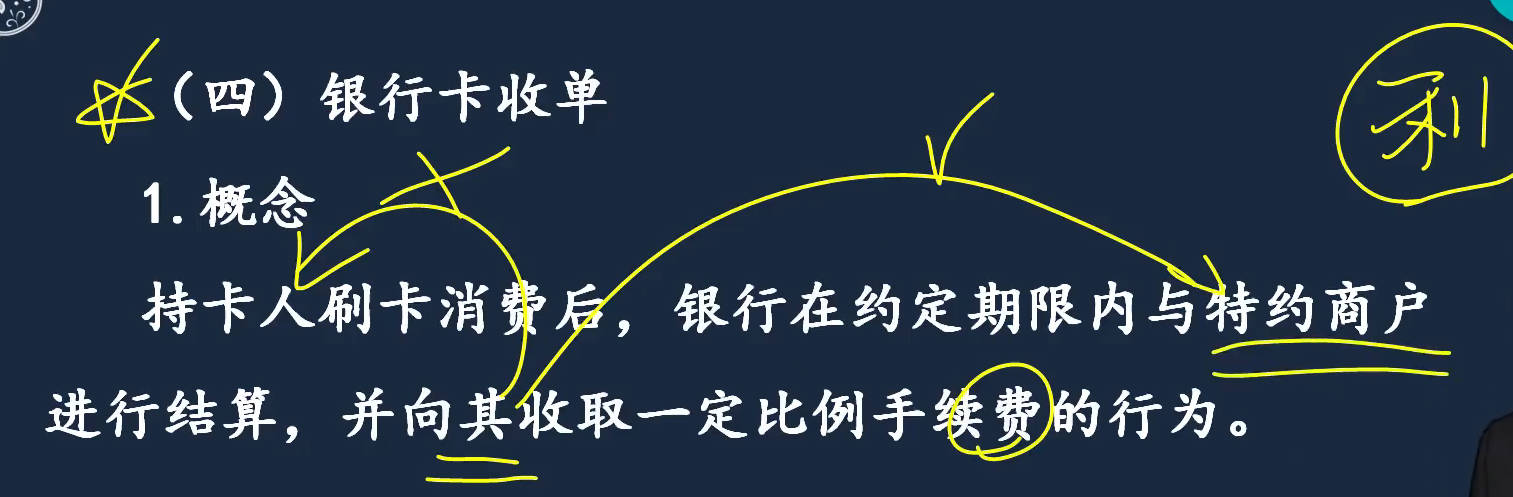 （四）银行卡收单
利
1.概念
持卡人刷卡消费后，银行在约定期限内与特约商户
进行结算，并向其收取一定比例手续费的行为。